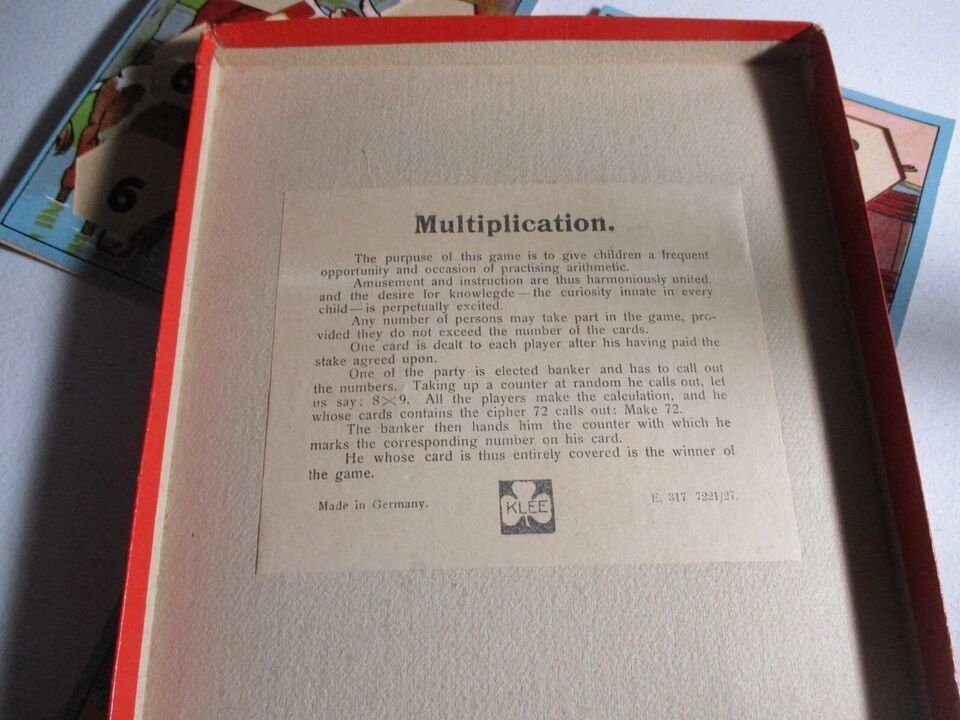 6
6
Multiplication.
The purpuse of this game is to give children a frequent
opportunity and occasion of practising arithmetic.
Amusement and instruction are thus harmoniously united,
and the desire for knowlegde — the curiosity innate in every
child — is perpetually excited.
Any number of persons may take part in the game, pro-
vided they do not exceed the number of the cards.
One card is dealt to each player after his having paid the
stake agreed upon.
One of the party is elected banker and has to call out
the numbers. Taking up a counter at random he calls out, let
us say: 8×9. All the players make the calculation, and he
whose cards contains the cipher 72 calls out: Make 72.
The banker then hands him the counter with which he
marks the corresponding number on his card.
He whose card is thus entirely covered is the winner of
the game.
Made in Germany.
KLEE
E. 317 7221/27.